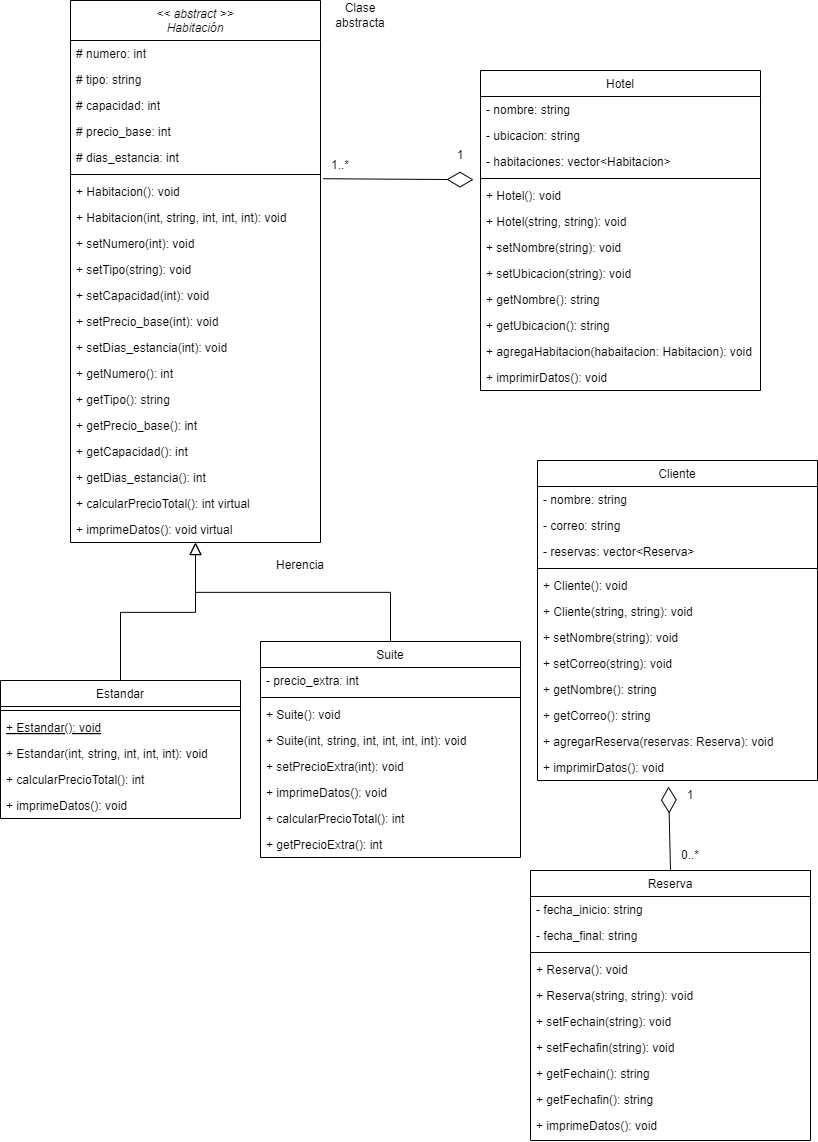 << abstract >>
Habitación
# numero: int
# tipo: string
# capacidad: int
# precio_base: int
# dias_estancia: int
+ Habitacion(): void
+ Habitacion(int, string, int, int, int): void
+ setNumero(int): void
+ setTipo(string): void
+ setCapacidad(int): void
+ setPrecio_base(int): void
+ setDias_estancia(int): void
+ getNumero(): int
+ getTipo(): string
+ getPrecio_base(): int
+ getCapacidad(): int
+ getDias_estancia(): int
+ calcularPrecioTotal(): int virtual
+ imprimeDatos(): void virtual
Clase
abstracta
1..*
1
Hotel
- nombre: string
- ubicacion: string
- habitaciones: vector<Habitacion>
+ Hotel(): void
+ Hotel(string, string): void
+ setNombre(string): void
+ setUbicacion(string): void
+ getNombre(): string
+ getUbicacion(): string
+ agregaHabitacion(habaitacion: Habitacion): void
+ imprimirDatos(): void
Herencia
Estandar
+ Estandar(): void
+ Estandar(int, string, int, int, int): void
+ calcularPrecioTotal(): int
+ imprimeDatos(): void
Suite
- precio_extra: int
+ Suite(): void
+ Suite(int, string, int, int, int, int): void
+ setPrecioExtra(int): void
+ imprimeDatos(): void
+ calcularPrecioTotal(): int
+ getPrecioExtra(): int
Cliente
- nombre: string
- correo: string
- reservas: vector<Reserva>
+ Cliente(): void
+ Cliente(string, string): void
+ setNombre(string): void
+ setCorreo(string): void
+ getNombre(): string
+ getCorreo(): string
+ agregarReserva(reservas: Reserva): void
+ imprimirDatos(): void
1
0..*
Reserva
- fecha_inicio: string
- fecha_final: string
+ Reserva(): void
+ Reserva(string, string): void
+ setFechain(string): void
+ setFechafin(string): void
+ getFechain(): string
+ getFechafin(): string
+ imprimeDatos(): void